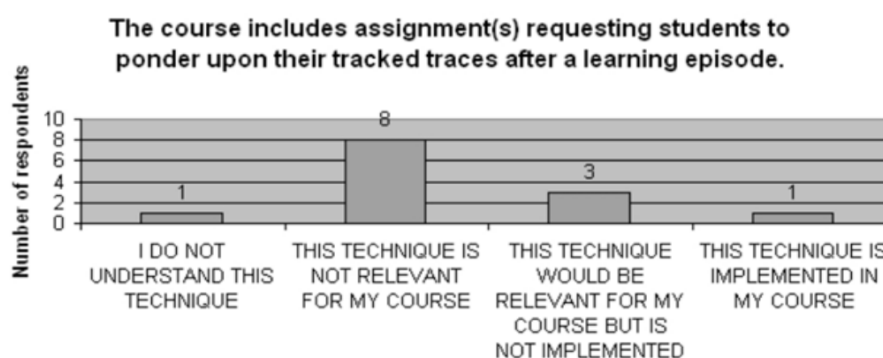 The course includes assignment(s) requesting students to
ponder upon their tracked traces after a learning episode.
Number of respondents
10
8
6
4
2
0
1
8
3
1
I DO NOT
UNDERSTAND THIS
TECHNIQUE
THIS TECHNIQUE IS
NOT RELEVANT
FOR MY COURSE
THIS TECHNIQUE
WOULD BE
RELEVANT FOR MY
COURSE BUT IS
NOT IMPLEMENTED
THIS TECHNIQUE IS
IMPLEMENTED IN
MY COURSE